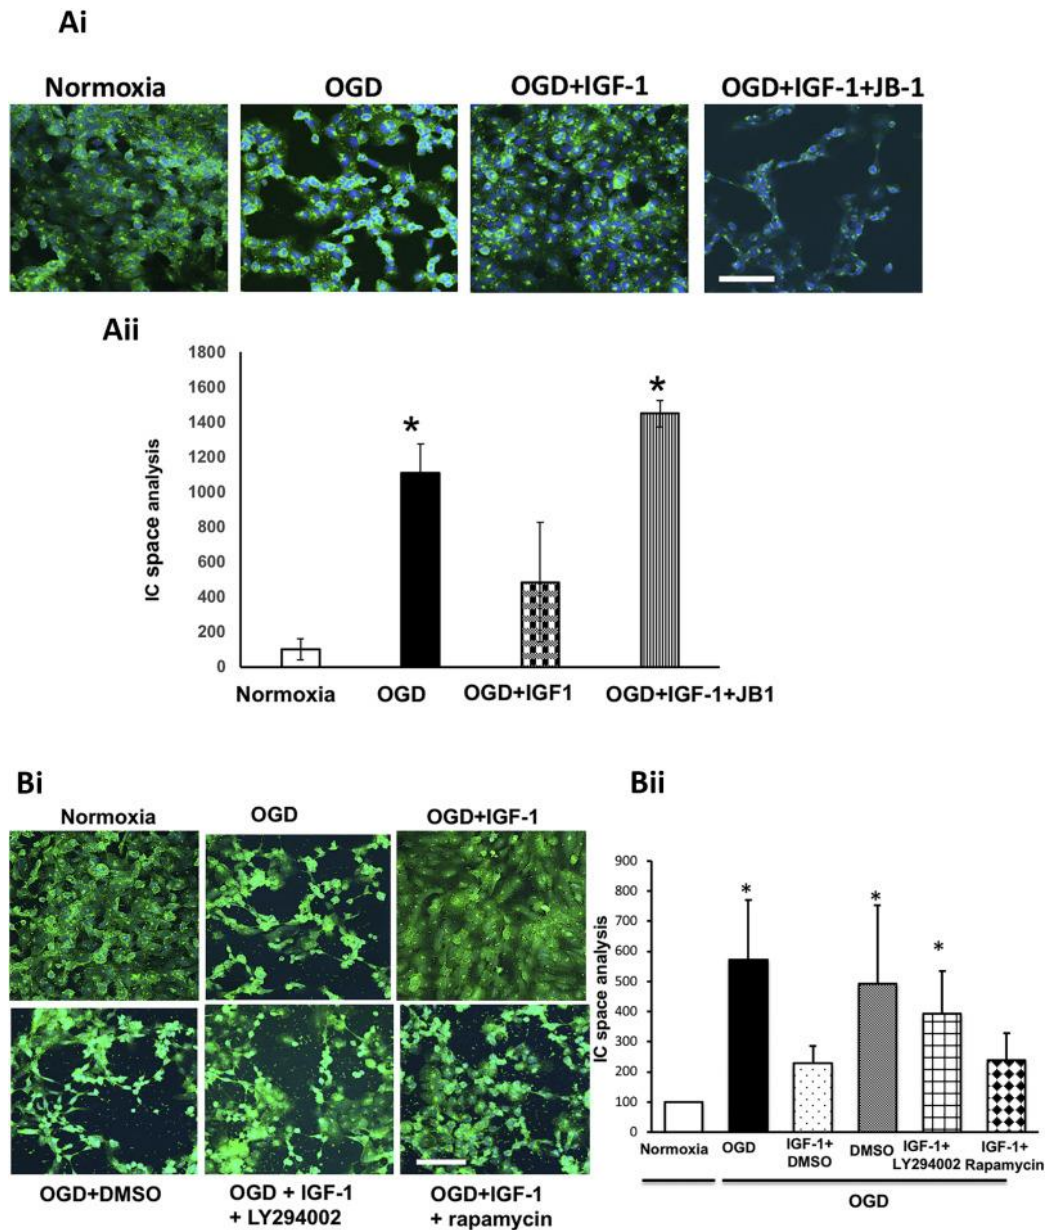 Ai
Normoxia OGD OGD+IGF-1 OGD+IGF-1+JB-1
Aii
1800
1600
1400
1200
1000
800
600
400
200
0
IC space analysis
*
*
Normoxia OGD OGD+IGF1 OGD+IGF-1+JB1
Bi
Normoxia OGD OGD+IGF-1
OGD+DMSO OGD + IGF-1 OGD+IGF-1
+ LY294002 + rapamycin
Bii
900
800
700
600
500
400
300
200
100
0
IC space analysis
*
*
*
Normoxia OGD IGF-1+ DMSO IGF-1+ IGF-1+
DMSO LY294002 Rapamycin
OGD